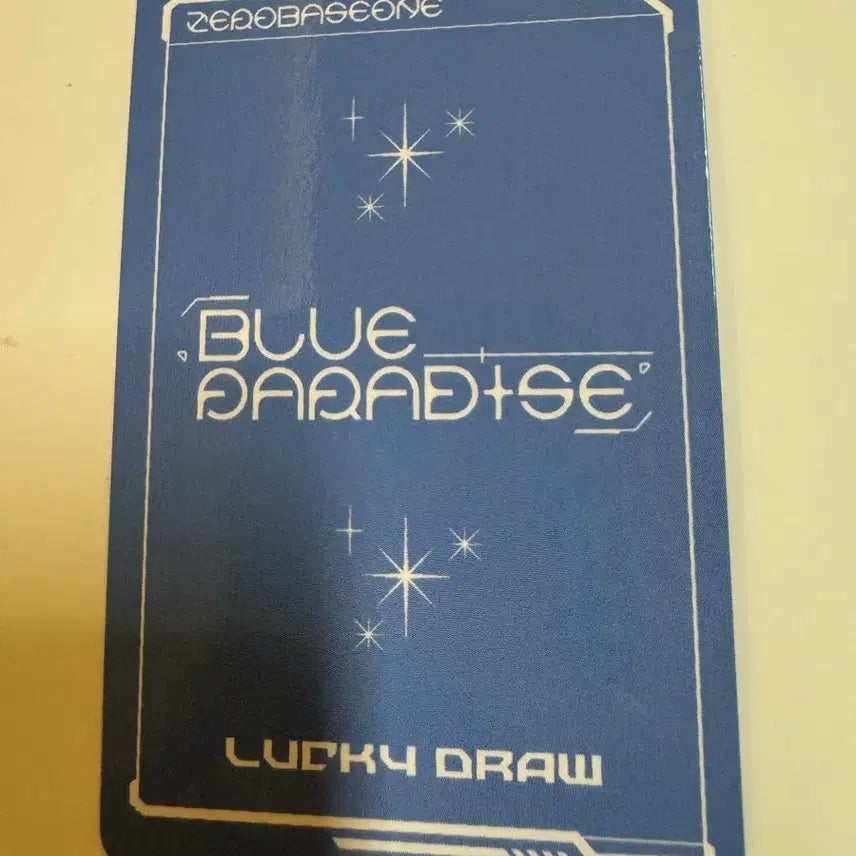 ZEROBASEONE
BLUE
PARADISE
LUCKY DRAW